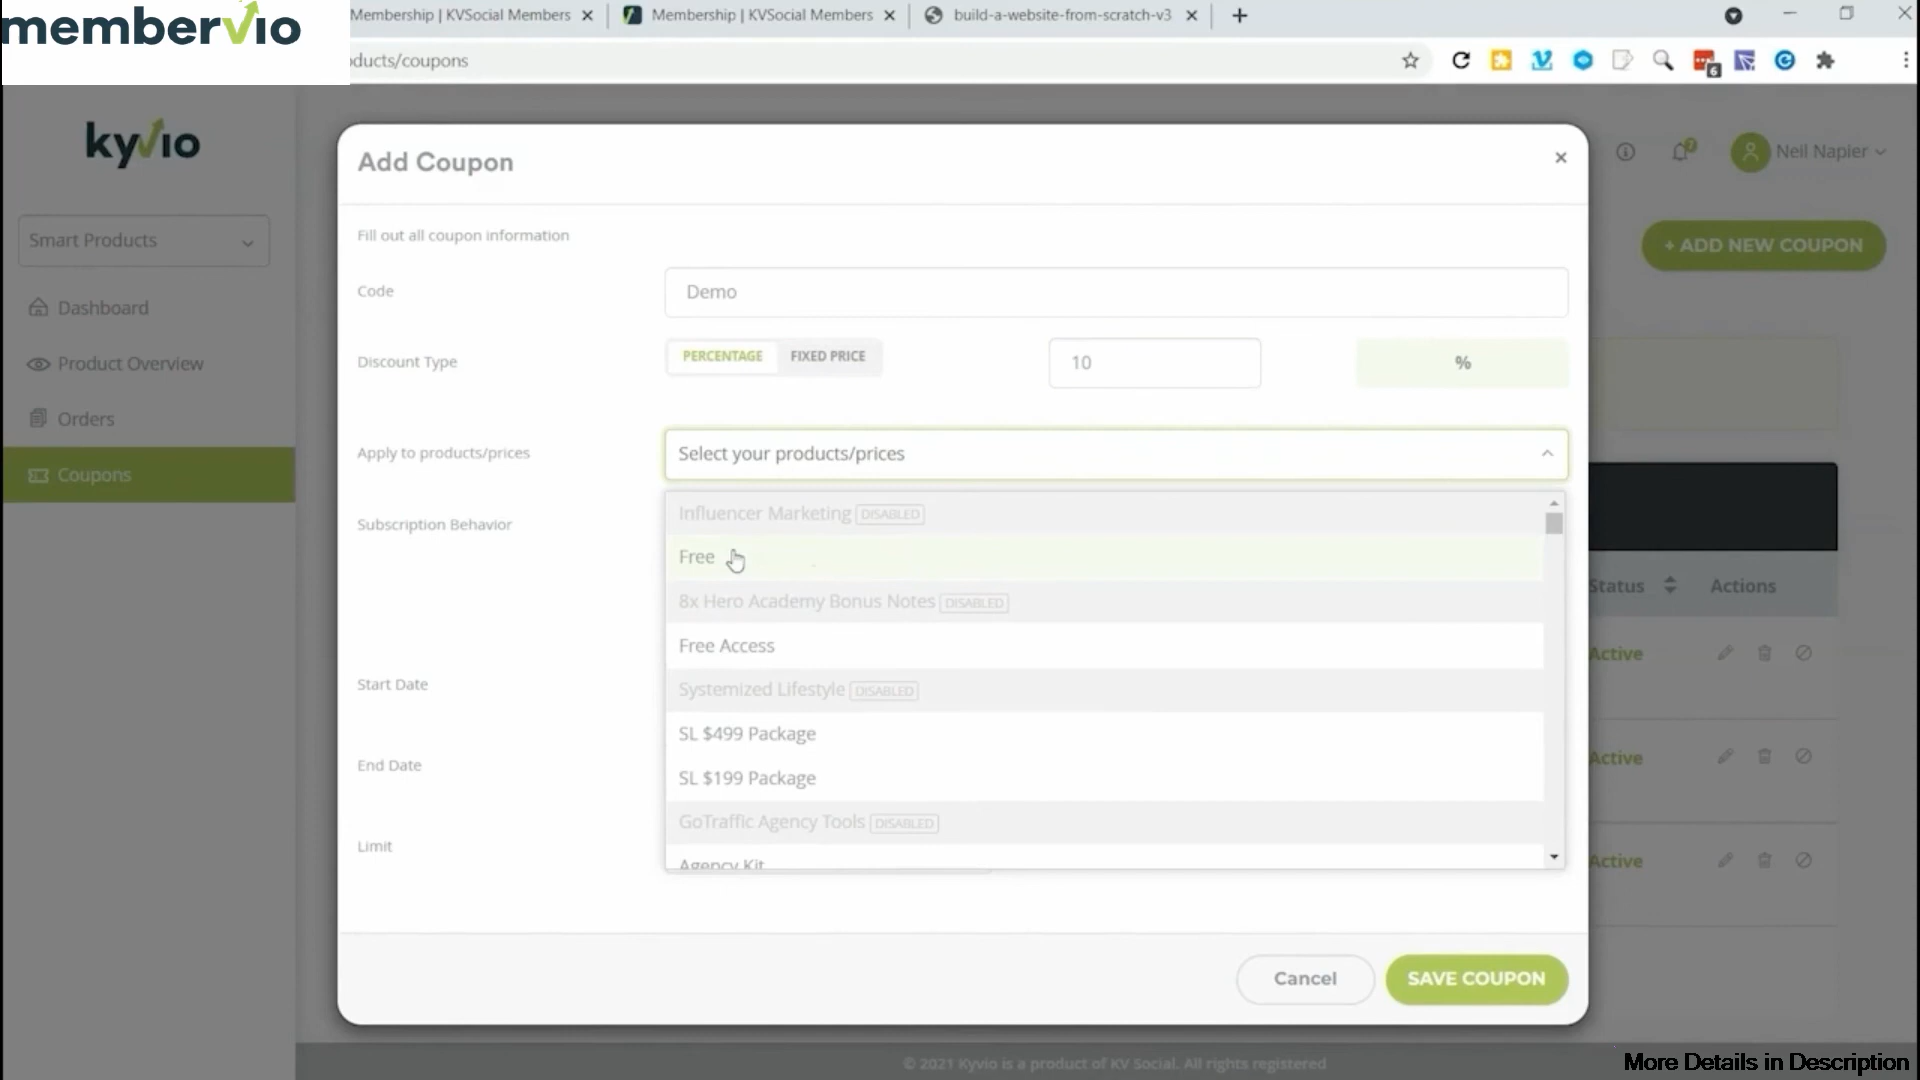 membervio
Membership | KVSocial Members
Membership | KVSocial Members
build-a-website-from-scratch-v3
ducts/coupons
6
kyvio
Smart Products
Dashboard
Product Overview
Orders
Coupons
Neil Napier
+ ADD NEW COUPON
Add Coupon
Fill out all coupon information
Code
Demo
Discount Type
PERCENTAGE
FIXED PRICE
10
%
Apply to products/prices
Select your products/prices
Influencer Marketing DISABLED
Free
8x Hero Academy Bonus Notes DISABLED
Free Access
Systemized Lifestyle DISABLED
SL $499 Package
SL $199 Package
GoTraffic Agency Tools DISABLED
Agency Kit
Subscription Behavior
Start Date
End Date
Limit
Status
Actions
Active
Active
Active
Cancel
SAVE COUPON
© 2021 Kyvio is a product of KV Social. All rights registered
More Details in Description